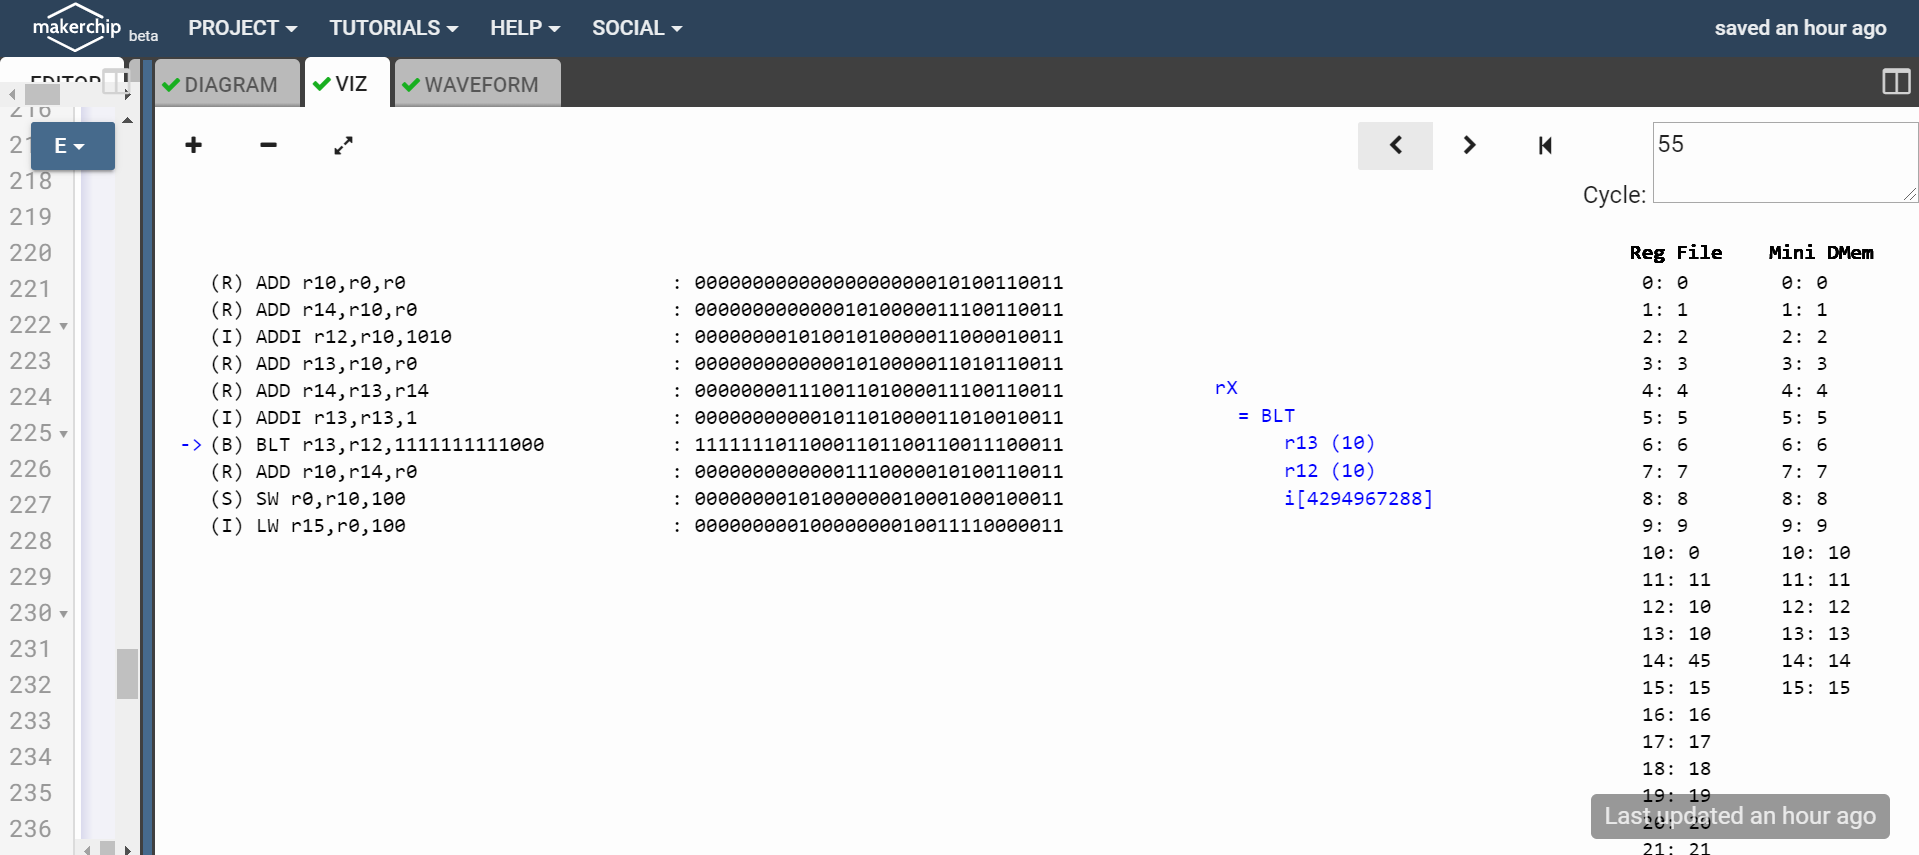 makerchip beta PROJECT TUTORIALS HELP SOCIAL saved an hour ago
EDITOR DIAGRAM VIZ WAVEFORM
E
216
218
219
220
221
222
223
224
225
226
227
228
229
230
231
232
233
234
235
236
+ − 55
Cycle:
(R) ADD r10,r0,r0 : 00000000000000000000010100110011
(R) ADD r14,r10,r0 : 00000000000001010000011100110011
(I) ADDI r12,r10,1010 : 00000000101001010000011000010011
(R) ADD r13,r10,r0 : 00000000000001010000011010110011
(R) ADD r14,r13,r14 : 00000000111001101000011100110011
(I) ADDI r13,r13,1 : 00000000000101101000011010010011
-> (B) BLT r13,r12,1111111111000 : 11111110110001101100110011100011
(R) ADD r10,r14,r0 : 00000000000001110000010100110011
(S) SW r0,r10,100 : 00000000101000000010001000100011
(I) LW r15,r0,100 : 00000000010000000010011110000011
rX
= BLT
r13 (10)
r12 (10)
i[4294967288]
Reg File
0: 0
1: 1
2: 2
3: 3
4: 4
5: 5
6: 6
7: 7
8: 8
9: 9
10: 0
11: 11
12: 10
13: 10
14: 45
15: 15
16: 16
17: 17
18: 18
19: 19
20: 20
21: 21
Mini DMem
0: 0
1: 1
2: 2
3: 3
4: 4
5: 5
6: 6
7: 7
8: 8
9: 9
10: 10
11: 11
12: 12
13: 13
14: 14
15: 15
Last updated an hour ago